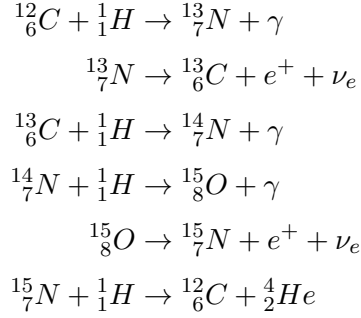 ¹²₆C + ¹₁H → ¹³₇N + γ
¹³₇N → ¹³₆C + e⁺ + νₑ
¹³₆C + ¹₁H → ¹⁴₇N + γ
¹⁴₇N + ¹₁H → ¹⁵₈O + γ
¹⁵₈O → ¹⁵₇N + e⁺ + νₑ
¹⁵₇N + ¹₁H → ¹²₆C + ⁴₂He